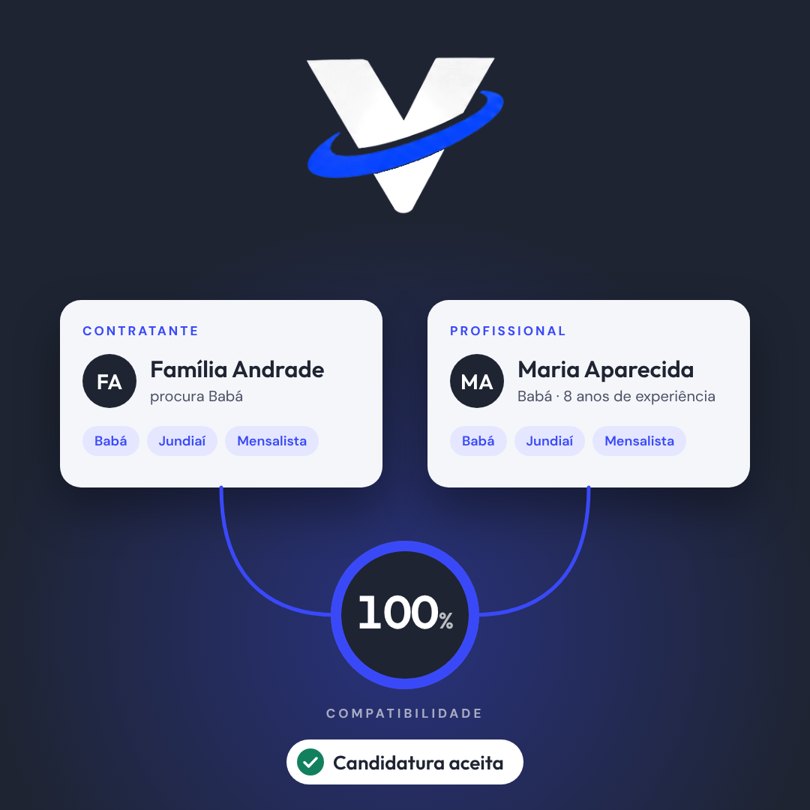 V
CONTRATANTE
FA
Família Andrade
procura Babá
Babá
Jundiaí
Mensalista
PROFISSIONAL
MA
Maria Aparecida
Babá · 8 anos de experiência
Babá
Jundiaí
Mensalista
100%
COMPATIBILIDADE
Candidatura aceita